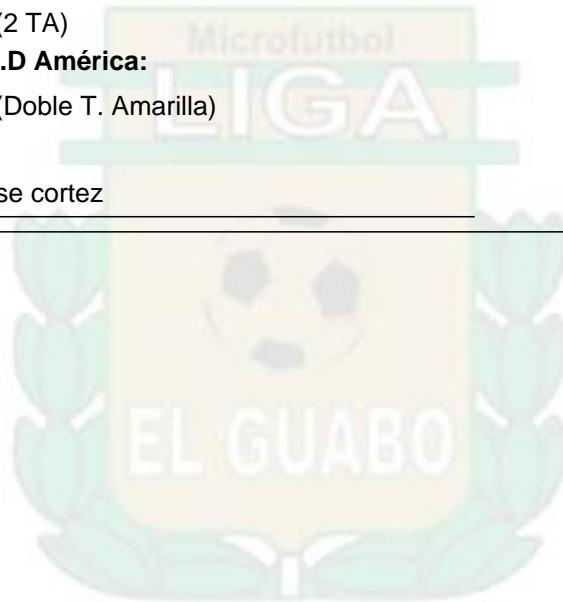 (2 TA)
.D América:
(Doble T. Amarilla)
se cortez
Microfutbol
LIGA
EL GUABO